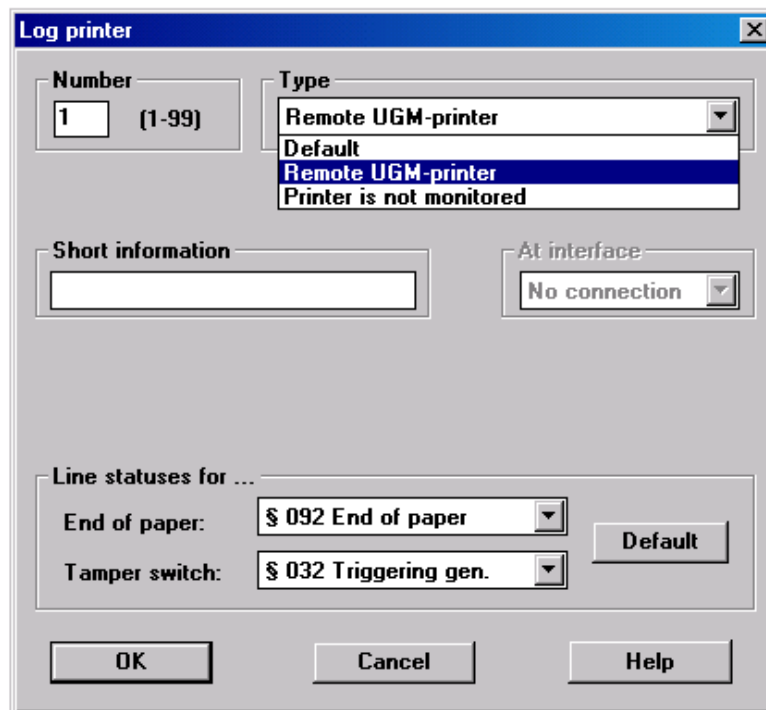 Log printer
Number
1 (1-99)
Type
Remote UGM-printer
Default
Remote UGM-printer
Printer is not monitored
Short information
At interface
No connection
Line statuses for ...
End of paper: § 092 End of paper
Tamper switch: § 032 Triggering gen.
Default
OK Cancel Help